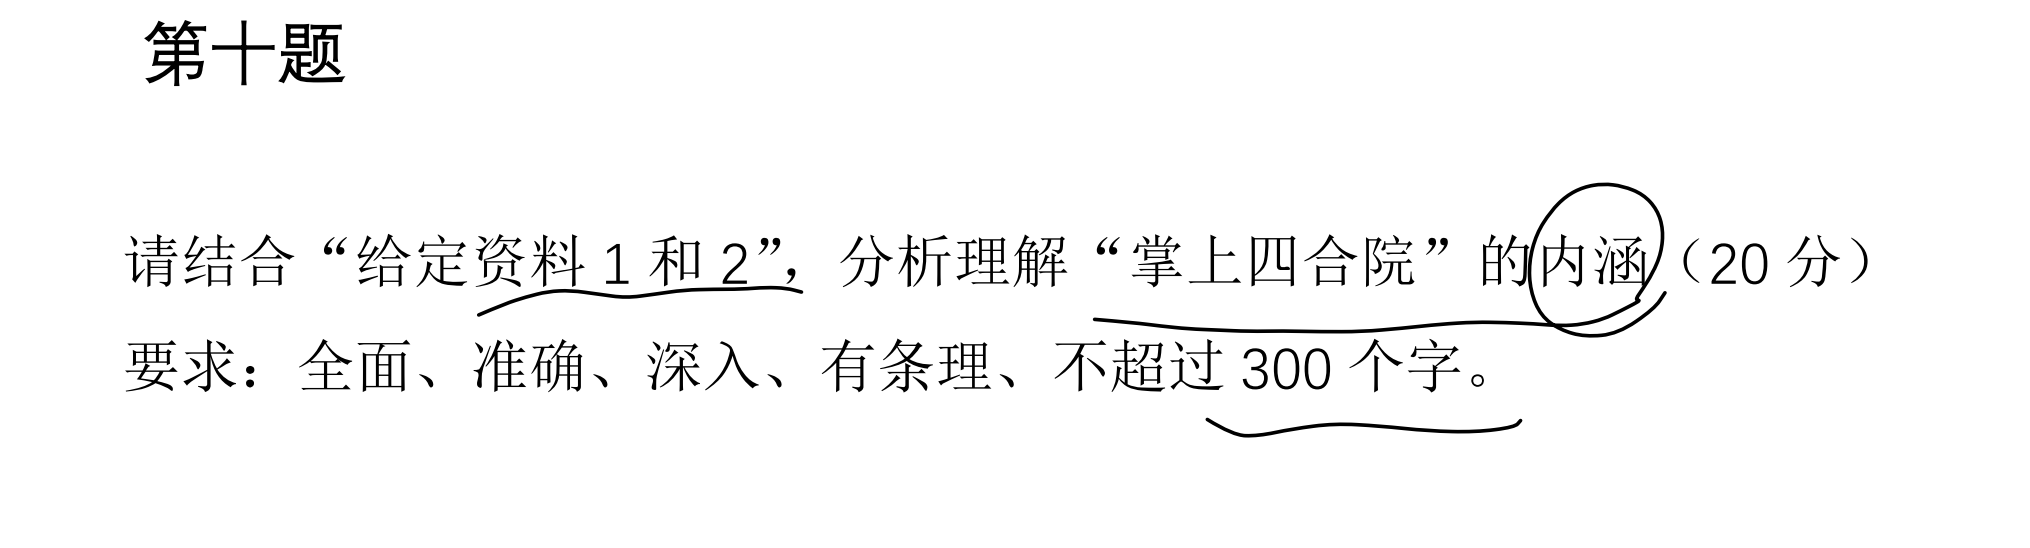 第十题
请结合“给定资料 1 和 2”，分析理解“掌上四合院”的内涵（20 分）
要求：全面、准确、深入、有条理、不超过 300 个字。